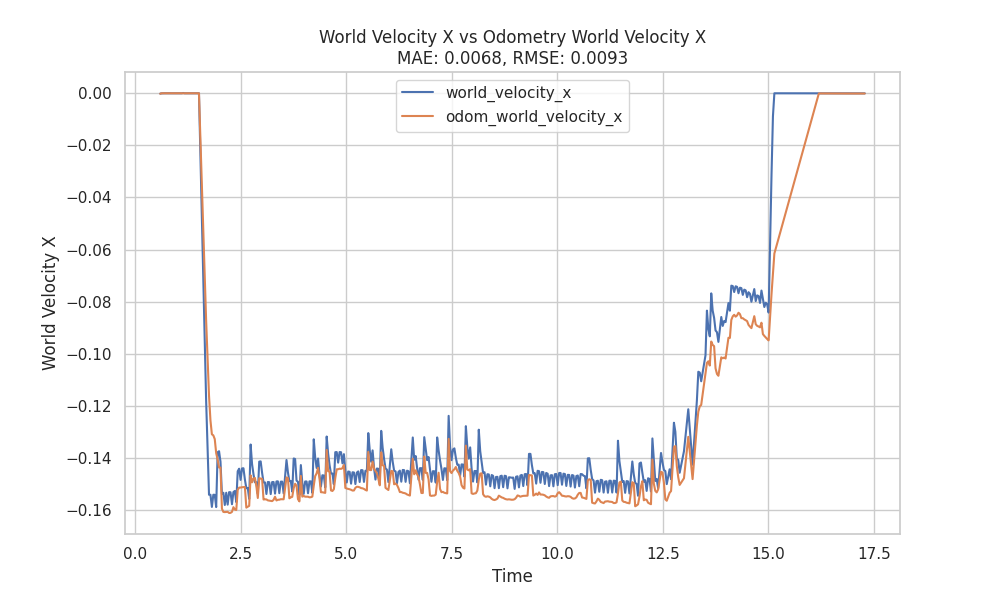 World Velocity X vs Odometry World Velocity X
MAE: 0.0068, RMSE: 0.0093
world_velocity_x
odom_world_velocity_x
World Velocity X
0.00
−0.02
−0.04
−0.06
−0.08
−0.10
−0.12
−0.14
−0.16
0.0 2.5 5.0 7.5 10.0 12.5 15.0 17.5
Time